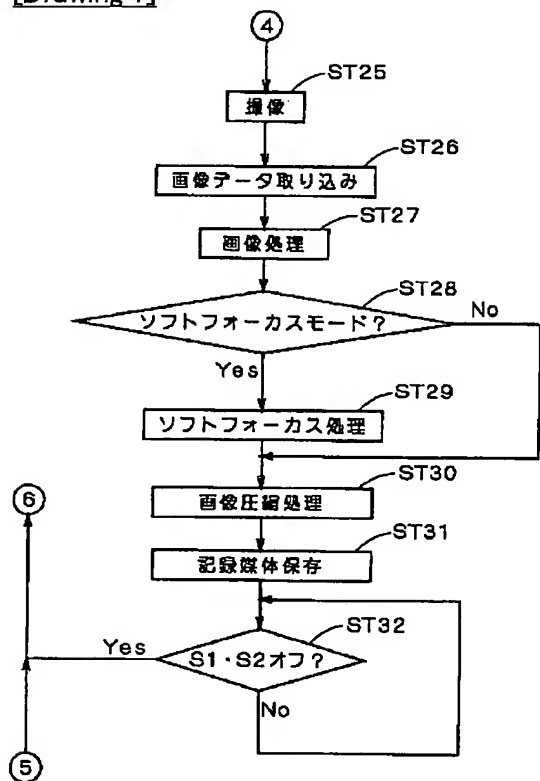 ④
ST25
撮像
ST26
画像データ取り込み
ST27
画像処理
ST28
ソフトフォーカスモード?
No
Yes
ST29
ソフトフォーカス処理
ST30
⑥
画像圧縮処理
ST31
記録媒体保存
ST32
Yes
S1・S2オフ?
No
⑤